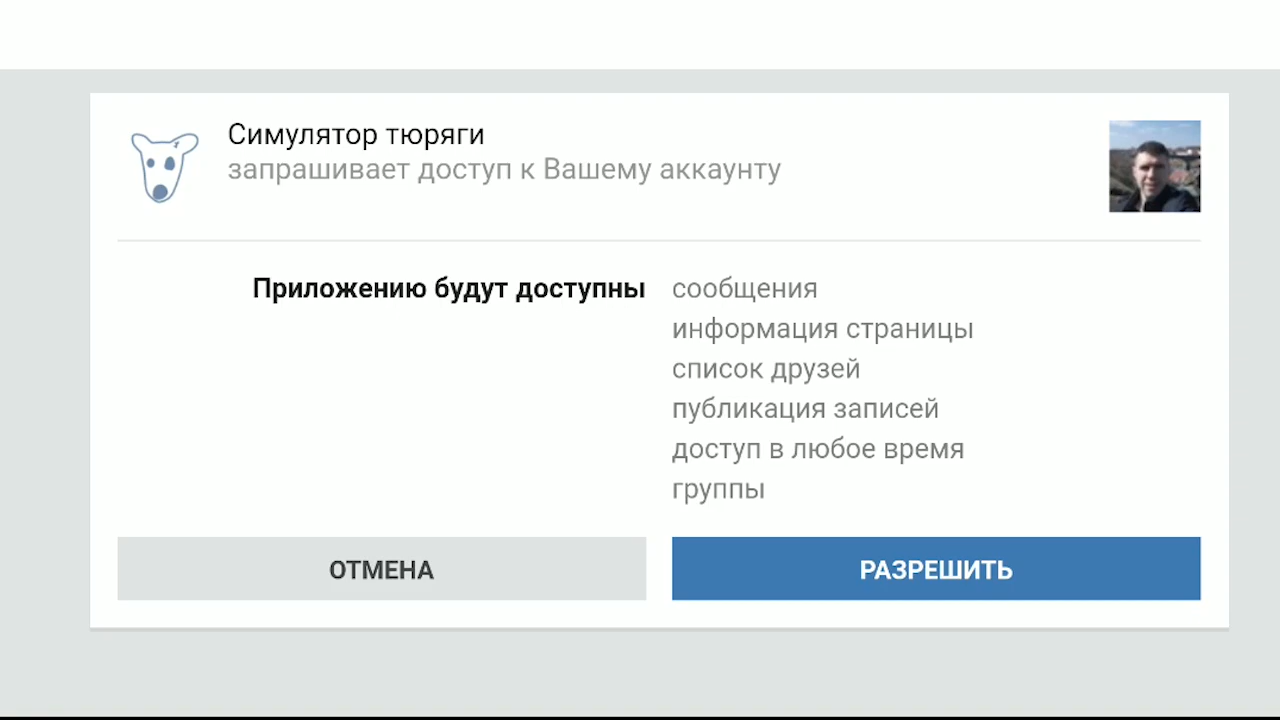 Симулятор тюряги
запрашивает доступ к Вашему аккаунту
Приложению будут доступны
сообщения
информация страницы
список друзей
публикация записей
доступ в любое время
группы
ОТМЕНА
РАЗРЕШИТЬ